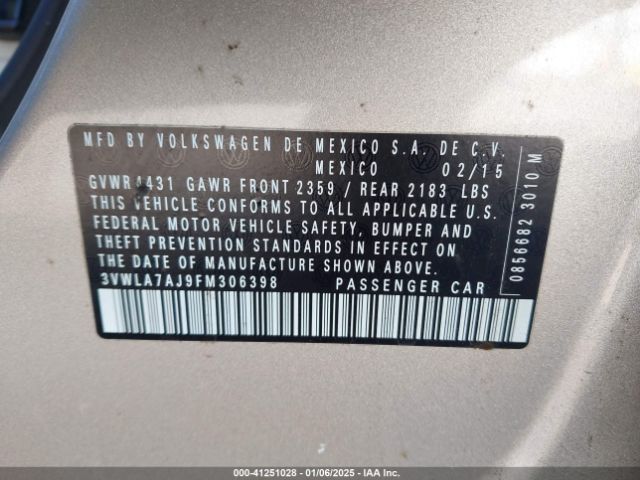 MFD BY VOLKSWAGEN DE MEXICO S.A. DE C.V.
MEXICO 02/15
GVWR 4431 GAWR FRONT 2359 / REAR 2183 LBS
THIS VEHICLE CONFORMS TO ALL APPLICABLE U.S.
FEDERAL MOTOR VEHICLE SAFETY, BUMPER AND
THEFT PREVENTION STANDARDS IN EFFECT ON
THE DATE OF MANUFACTURE SHOWN ABOVE.
3VWLA7AJ9FM306398 PASSENGER CAR
0856682 3010 M
000-41251028 - 01/06/2025 - IAA Inc.